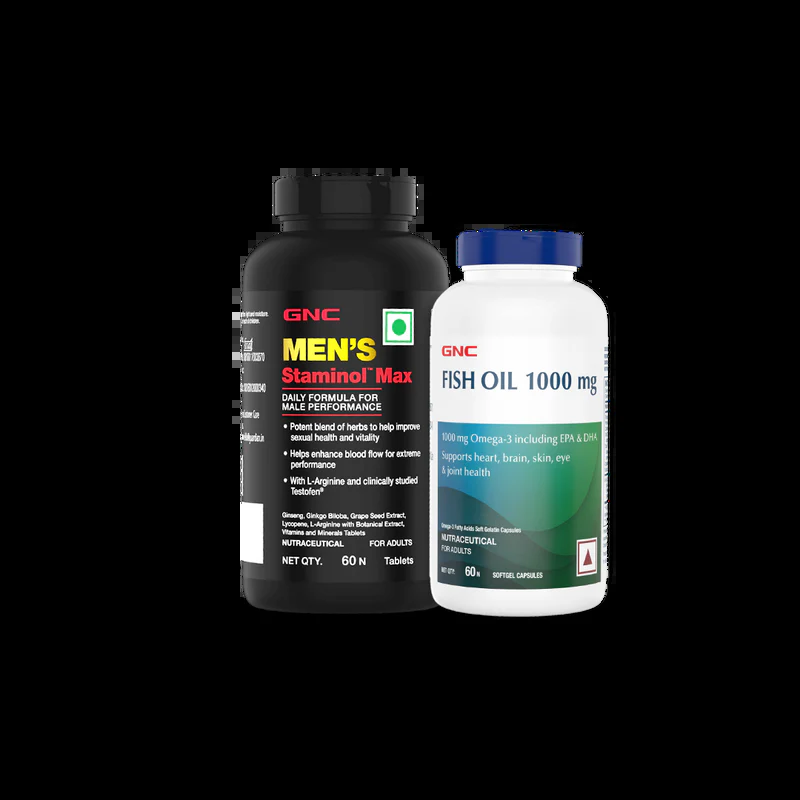 GNC
MEN'S
Staminol™ Max
DAILY FORMULA FOR
MALE PERFORMANCE
• Potent blend of herbs to help improve
sexual health and vitality
• Helps enhance blood flow for extreme
performance
• With L-Arginine and clinically studied
Testofen®
Ginseng, Ginkgo Biloba, Grape Seed Extract,
Lycopene, L-Arginine with Botanical Extract,
Vitamins and Minerals Tablets
NUTRACEUTICAL FOR ADULTS
NET QTY. 60 N Tablets
GNC
FISH OIL 1000 mg
1000 mg Omega-3 including EPA & DHA
Supports heart, brain, skin, eye
& joint health
Omega-3 Fatty Acids Soft Gelatin Capsules
NUTRACEUTICAL
FOR ADULTS
NET QTY. 60 N SOFTGEL CAPSULES